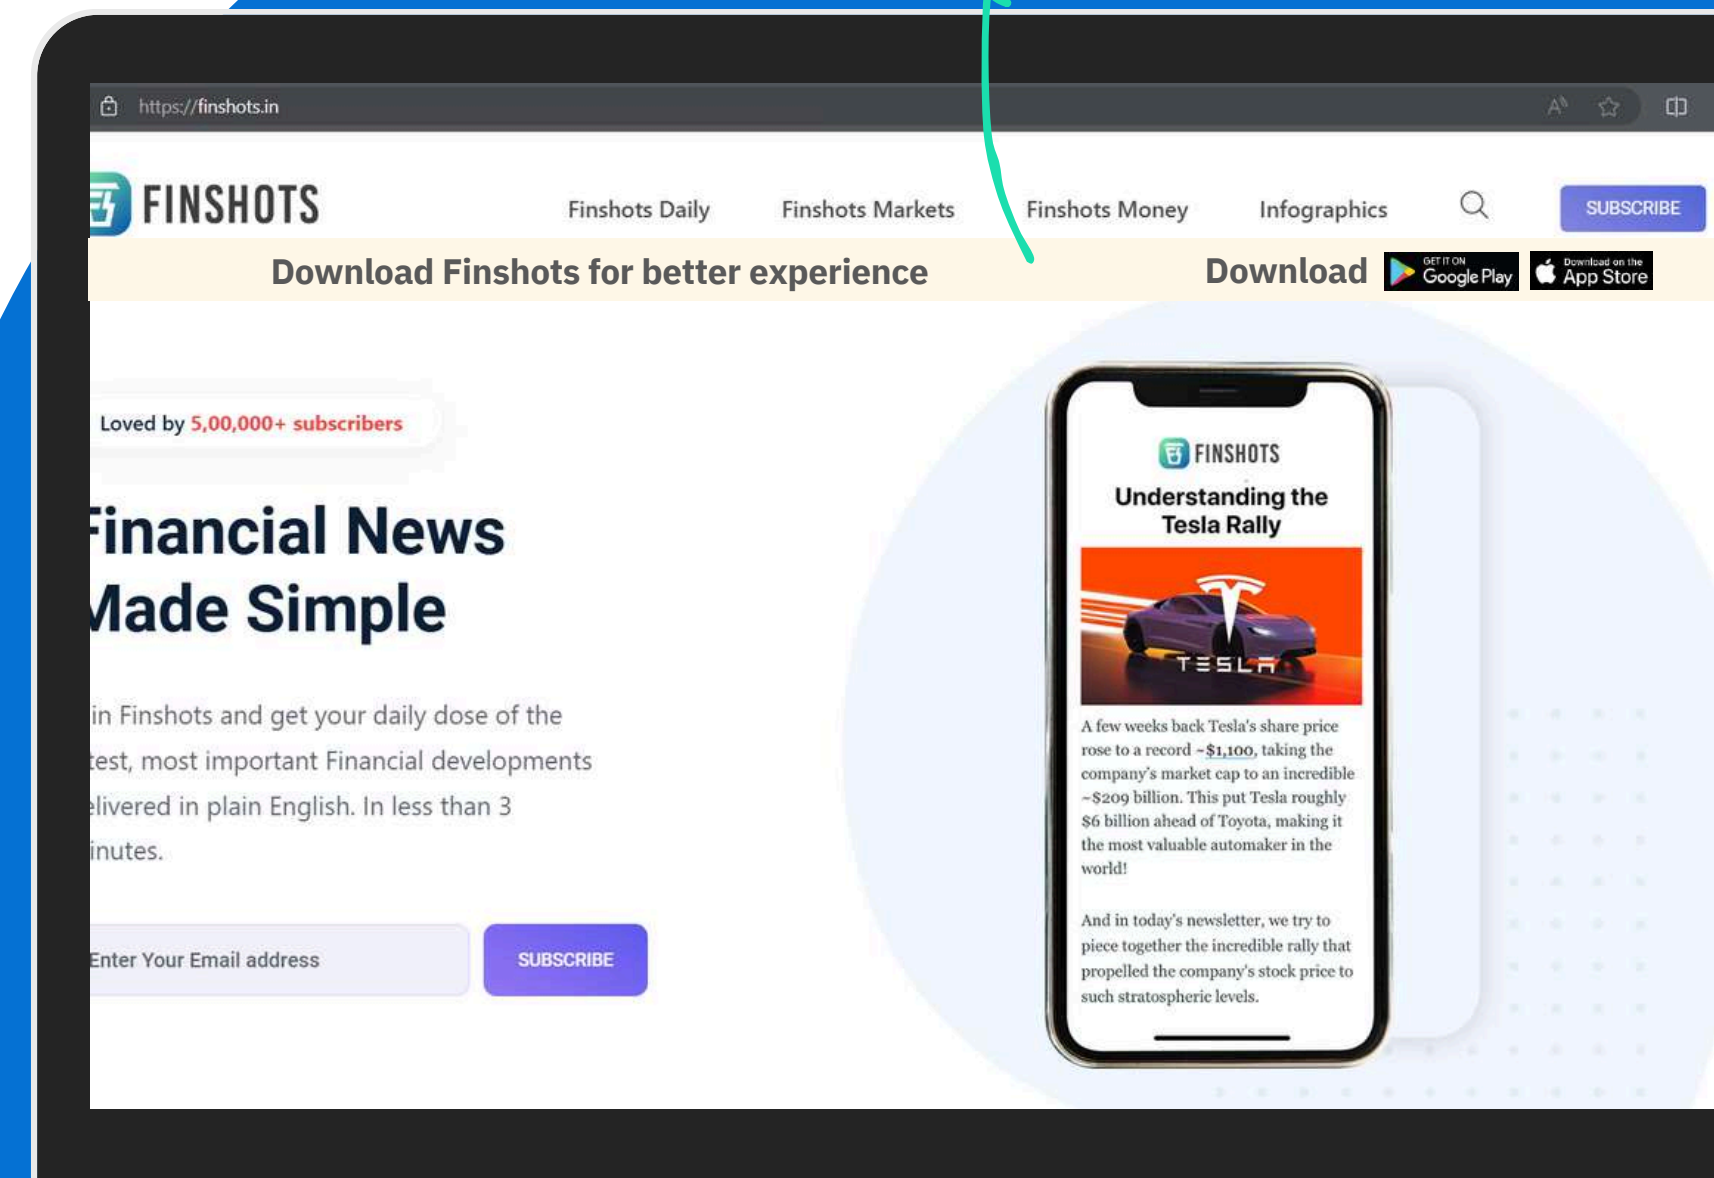 https://finshots.in
FINSHOTS
Finshots Daily
Finshots Markets
Finshots Money
Infographics
SUBSCRIBE
Download Finshots for better experience
Download
GET IT ON
Google Play
Download on the
App Store
Loved by 5,00,000+ subscribers
Financial News
Made Simple
in Finshots and get your daily dose of the
test, most important Financial developments
elivered in plain English. In less than 3
inutes.
Enter Your Email address
SUBSCRIBE
FINSHOTS
Understanding the
Tesla Rally
TESLA
A few weeks back Tesla's share price
rose to a record ~$1,100, taking the
company's market cap to an incredible
~$209 billion. This put Tesla roughly
$6 billion ahead of Toyota, making it
the most valuable automaker in the
world!
And in today's newsletter, we try to
piece together the incredible rally that
propelled the company's stock price to
such stratospheric levels.